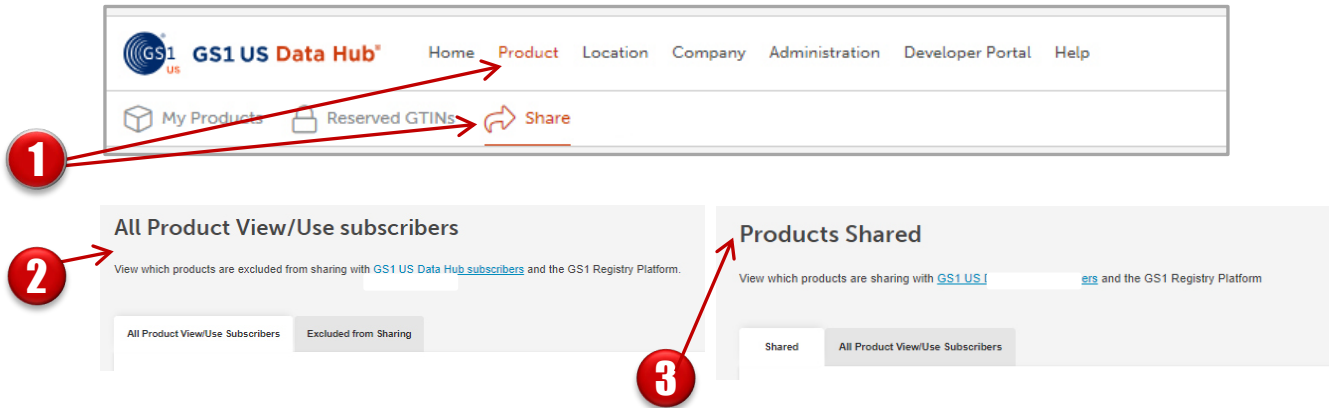 GS1 US
GS1 US Data Hub®
Home Product Location Company Administration Developer Portal Help
My Products Reserved GTINs Share
1
All Product View/Use subscribers
View which products are excluded from sharing with GS1 US Data Hub subscribers and the GS1 Registry Platform.
2
All Product View/Use Subscribers Excluded from Sharing
Products Shared
View which products are sharing with GS1 US ers and the GS1 Registry Platform
Shared All Product View/Use Subscribers
3